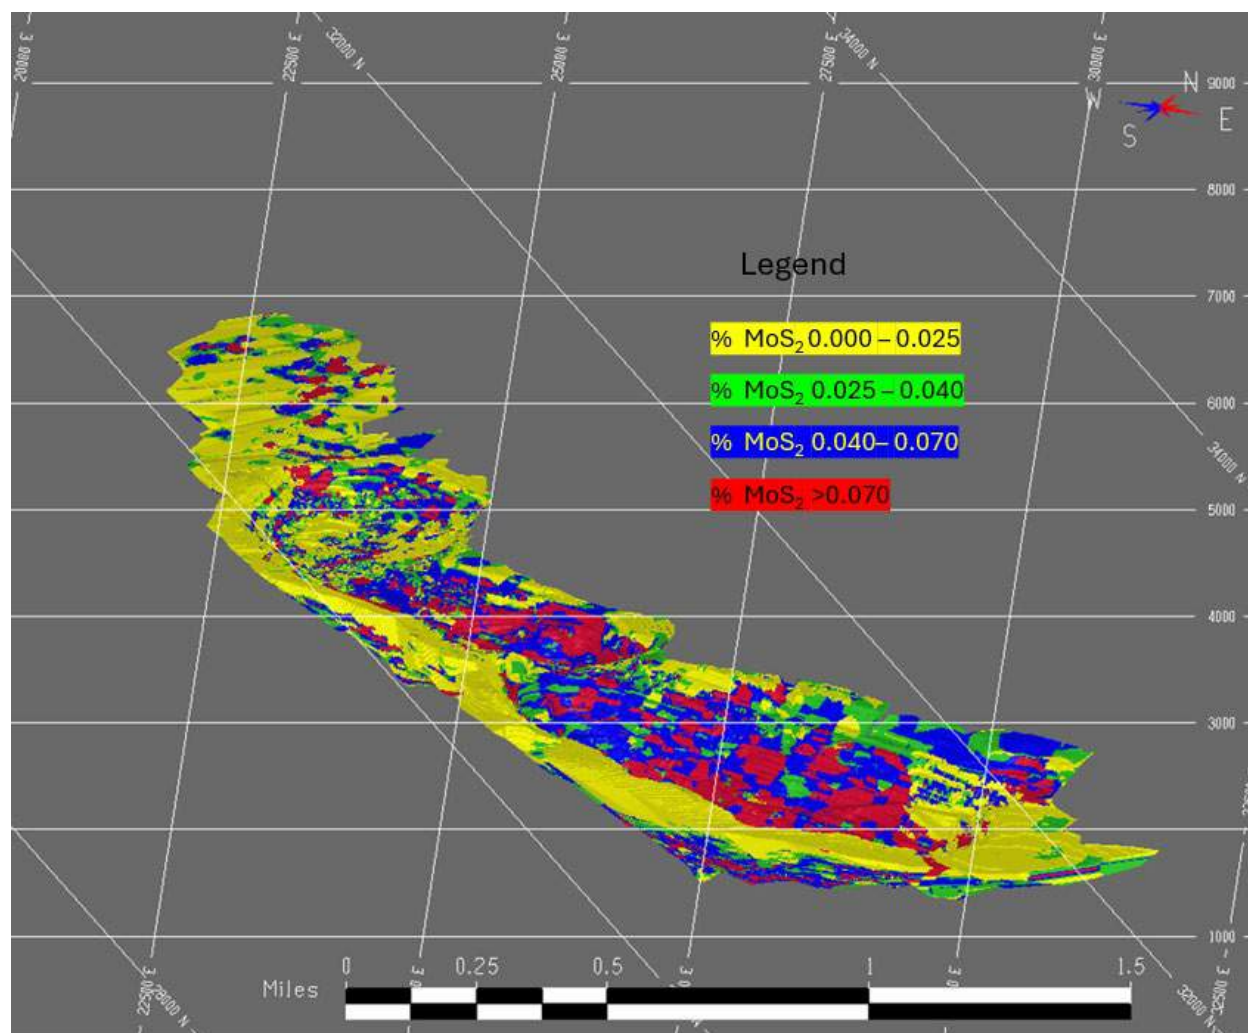 20000 E
22500 E
32000 N
25000 E
27500 E
34000 N
30000 E
9000
N
W
E
S
8000
Legend
7000
% MoS₂ 0.000 – 0.025
% MoS₂ 0.025 – 0.040
6000
% MoS₂ 0.040– 0.070
34000 N
% MoS₂ >0.070
5000
4000
3000
1000
0
0.25
0.5
1
1.5
Miles
22500 E
28000 N
32000 N
32500 E